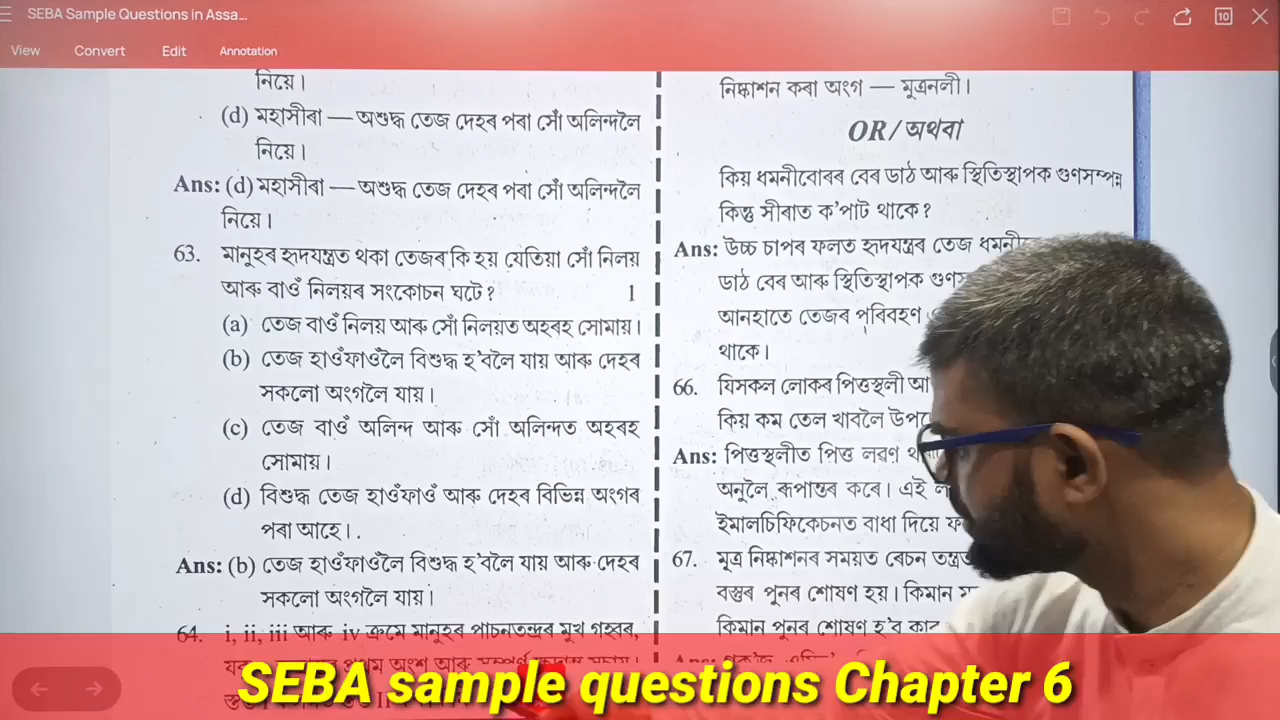 SEBA Sample Questions in Assa...
10
View Convert Edit Annotation
নিয়ে।
(d) মহাসীৰা — অশুদ্ধ তেজ দেহৰ পৰা সোঁ অলিন্দলৈ
নিয়ে।
Ans: (d) মহাসীৰা — অশুদ্ধ তেজ দেহৰ পৰা সোঁ অলিন্দলৈ
নিয়ে।
63. মানুহৰ হৃদযন্ত্ৰত থকা তেজৰ কি হয় যেতিয়া সোঁ নিলয়
আৰু বাওঁ নিলয়ৰ সংকোচন ঘটে? 1
(a) তেজ বাওঁ নিলয় আৰু সোঁ নিলয়ত অহৰহ সোমায়।
(b) তেজ হাওঁফাওঁলৈ বিশুদ্ধ হ'বলৈ যায় আৰু দেহৰ
সকলো অংগলৈ যায়।
(c) তেজ বাওঁ অলিন্দ আৰু সোঁ অলিন্দত অহৰহ
সোমায়।
(d) বিশুদ্ধ তেজ হাওঁফাওঁ আৰু দেহৰ বিভিন্ন অংগৰ
পৰা আহে।
Ans: (b) তেজ হাওঁফাওঁলৈ বিশুদ্ধ হ'বলৈ যায় আৰু দেহৰ
সকলো অংগলৈ যায়।
64. i, ii, iii আৰু iv ক্ৰমে মানুহৰ পাচনতন্ত্ৰৰ মুখ গহ্বৰ,
প্ৰথম অংশ আৰু
নিষ্কাশন কৰা অংগ — মূত্ৰনলী।
OR/অথবা
কিয় ধমনীবোৰৰ বেৰ ডাঠ আৰু স্থিতিস্থাপক গুণসম্পন্ন
কিন্তু সীৰাত ক'পাট থাকে?
Ans: উচ্চ চাপৰ ফলত হৃদযন্ত্ৰৰ তেজ
ডাঠ বেৰ আৰু স্থিতিস্থাপক
আনহাতে তেজৰ পৰিবহণ
থাকে।
66. যিসকল লোকৰ পিত্তস্থলী
কিয় কম তেল খাবলৈ
Ans: পিত্তস্থলীত পিত্ত লৱণ
অনুলৈ ৰূপান্তৰ কৰে। এই
ইমালচিফিকেচনত বাধা দিয়ে
67. মূত্ৰ নিষ্কাশনৰ সময়ত ৰেচন
বস্তুৰ পুনৰ শোষণ হয়। কিমান
কিমান পুনৰ শোষণ হ'ব
SEBA sample questions Chapter 6